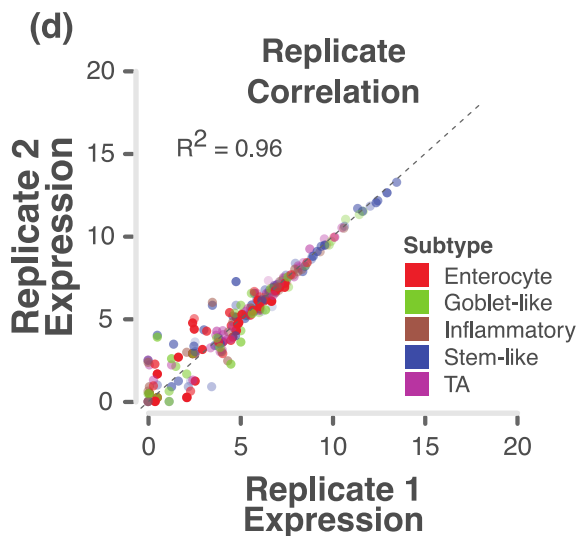 (d)
Replicate
Correlation
R2 = 0.96
20
15
10
5
0
Replicate 2
Expression
Subtype
Enterocyte
Goblet-like
Inflammatory
Stem-like
TA
0 5 10 15 20
Replicate 1
Expression